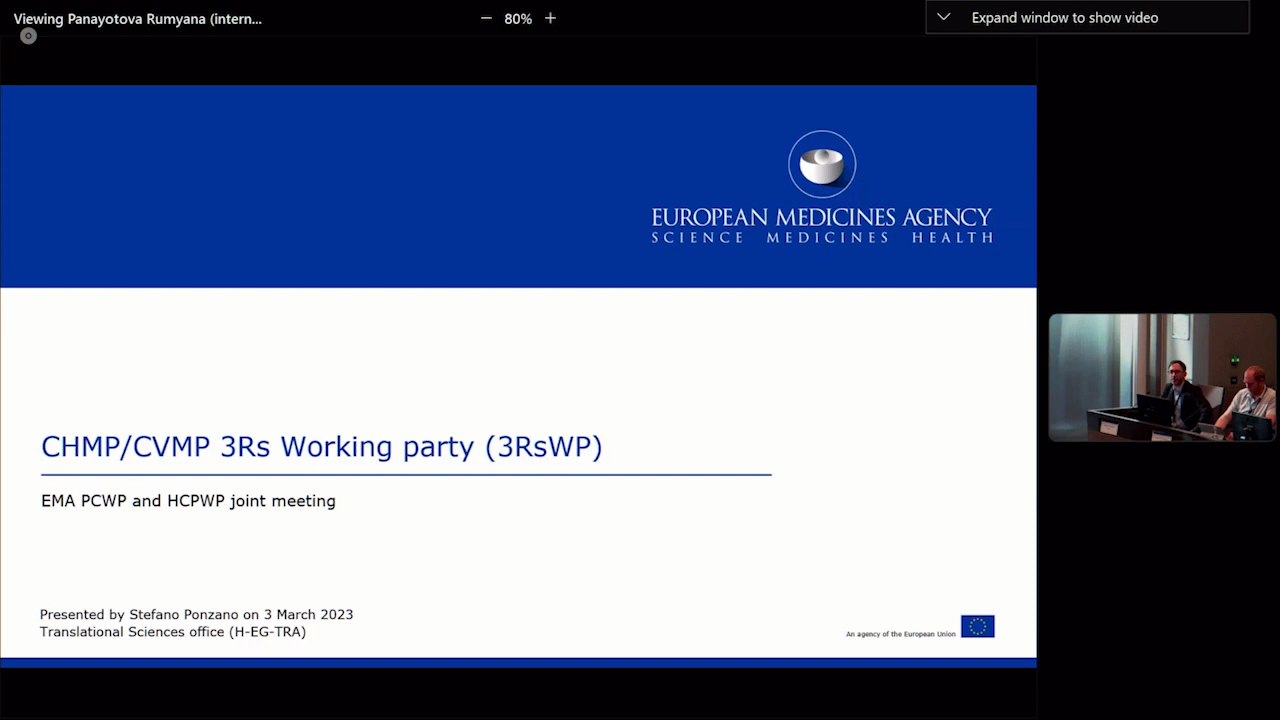 Viewing Panayotova Rumyana (intern...
80%
Expand window to show video
EUROPEAN MEDICINES AGENCY
SCIENCE MEDICINES HEALTH
CHMP/CVMP 3Rs Working party (3RsWP)
EMA PCWP and HCPWP joint meeting
Presented by Stefano Ponzano on 3 March 2023
Translational Sciences office (H-EG-TRA)
An agency of the European Union